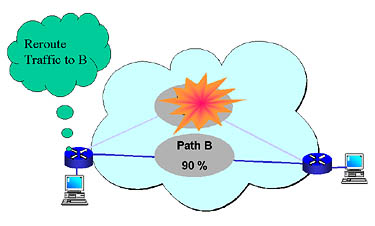 Reroute
Traffic to B
Path B
90 %